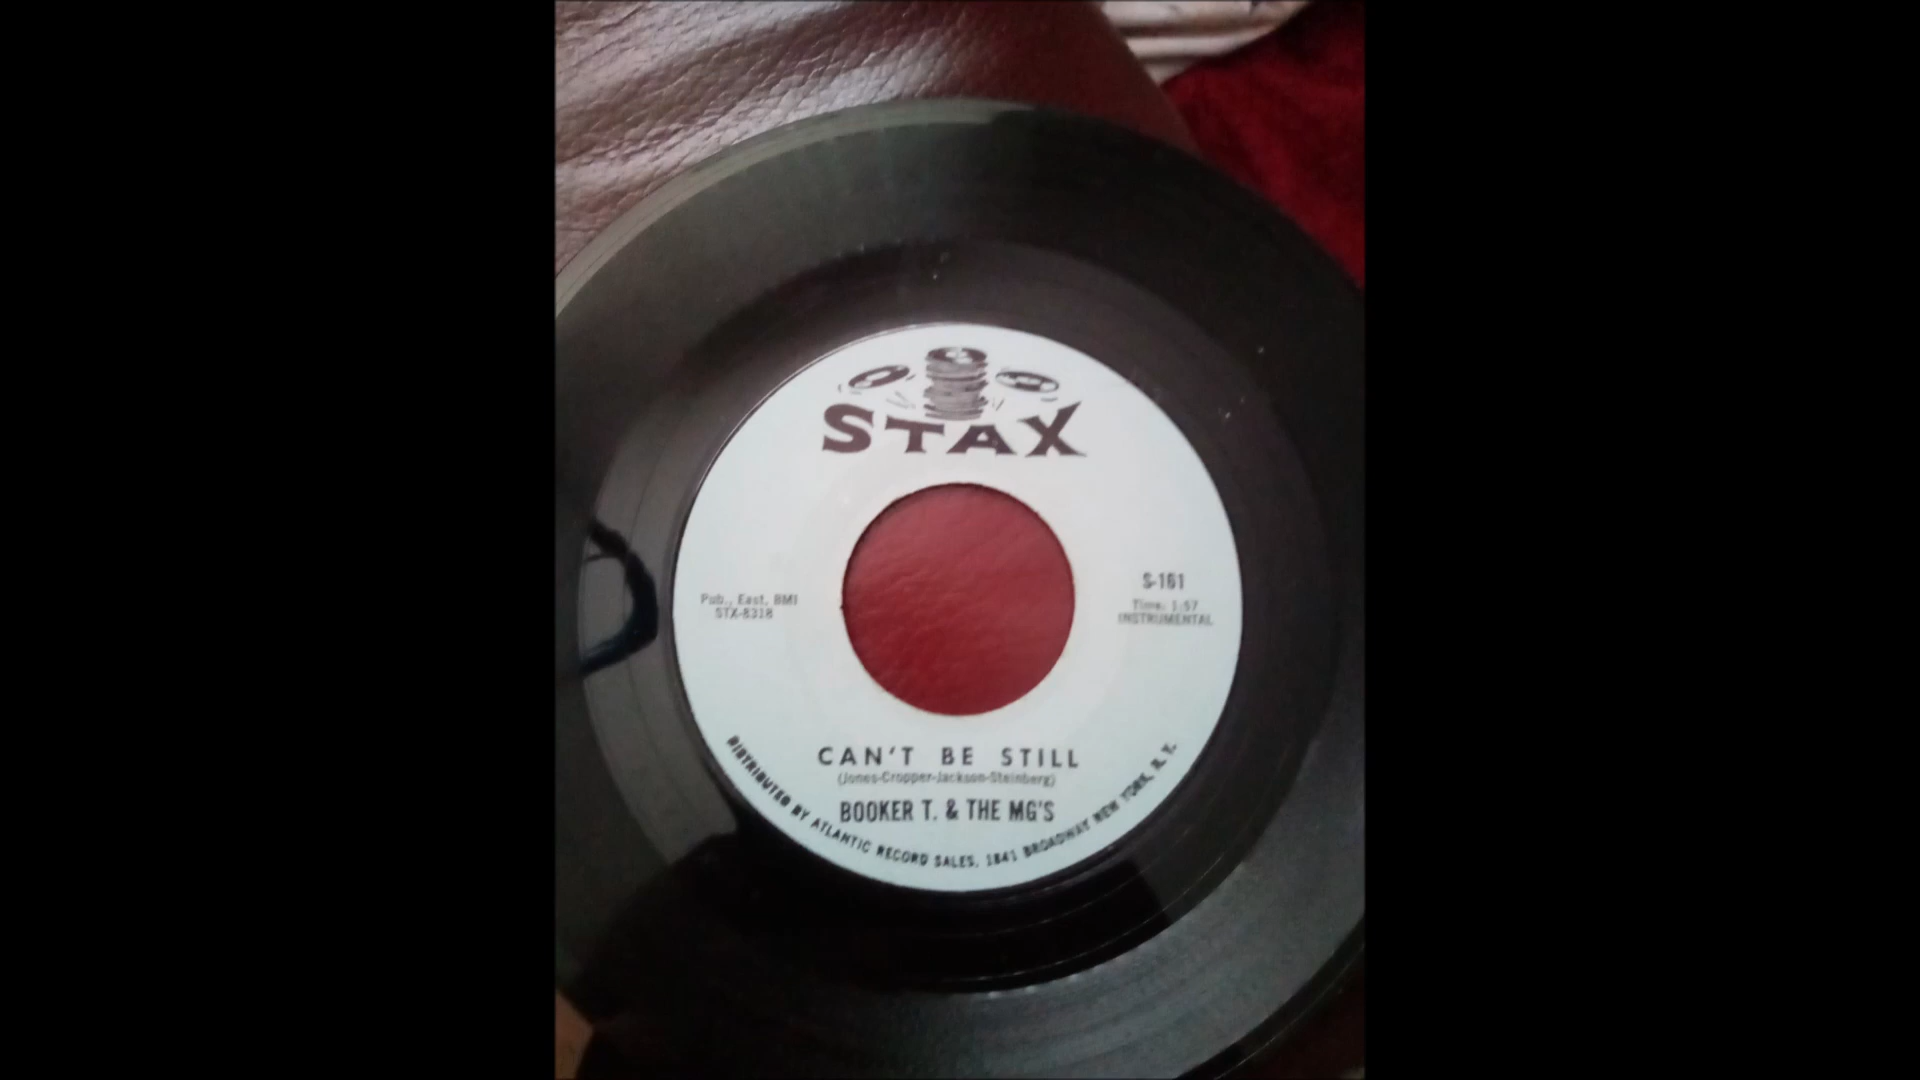 STAX
S-161
Pub., East, BMI
STX-8318
Time: 1:57
INSTRUMENTAL
CAN'T BE STILL
(Jones-Cropper-Jackson-Steinberg)
BOOKER T. & THE MG'S
DISTRIBUTED BY ATLANTIC RECORD SALES, 1841 BROADWAY NEW YORK, N. Y.